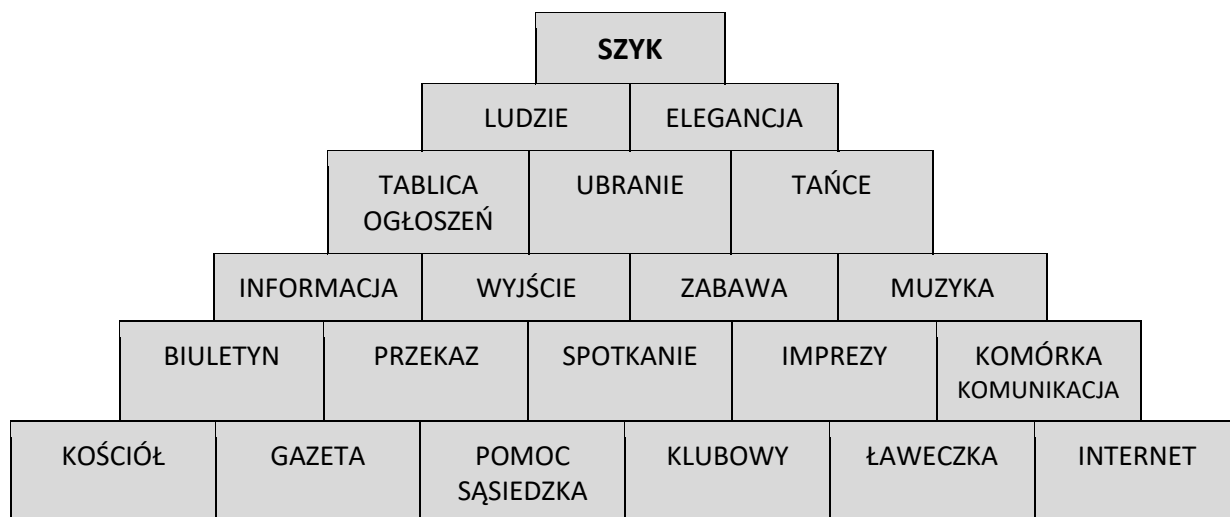 SZYK
LUDZIE ELEGANCJA
TABLICA OGŁOSZEŃ UBRANIE TAŃCE
INFORMACJA WYJŚCIE ZABAWA MUZYKA
BIULETYN PRZEKAZ SPOTKANIE IMPREZY KOMÓRKA KOMUNIKACJA
KOŚCIÓŁ GAZETA POMOC SĄSIEDZKA KLUBOWY ŁAWECZKA INTERNET